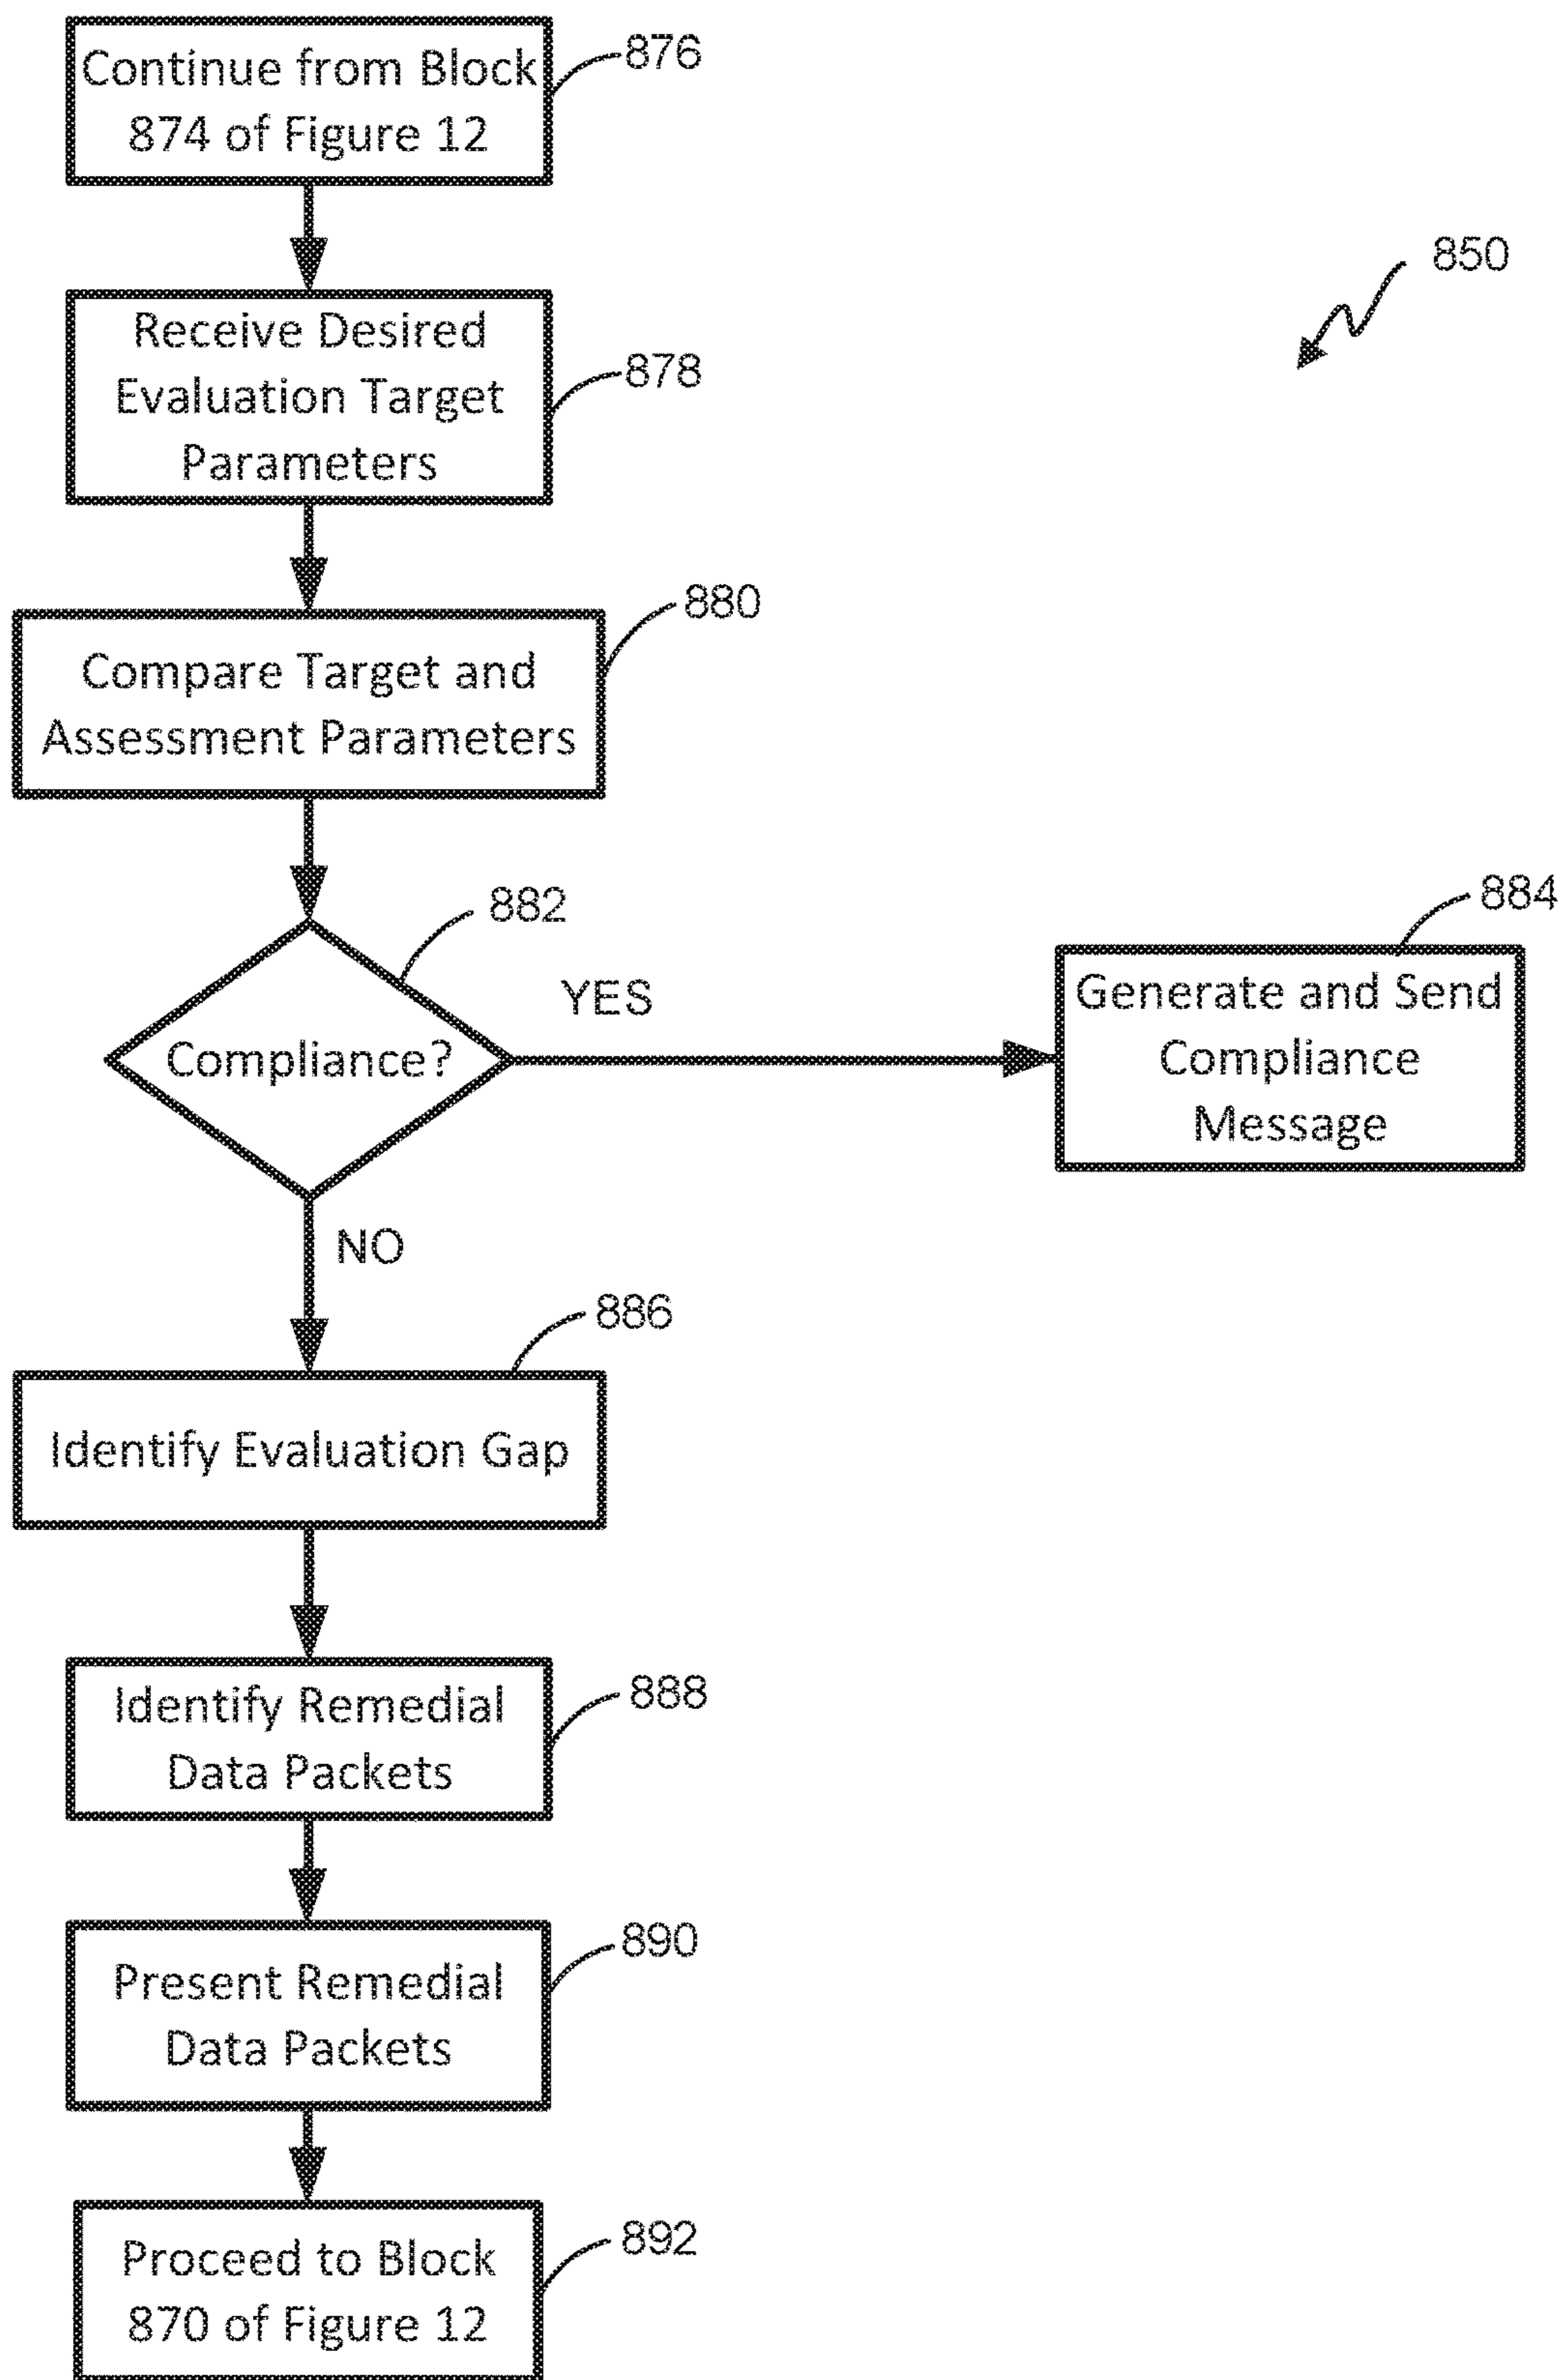 Continue from Block
874 of Figure 12
876
850
Receive Desired
Evaluation Target
Parameters
878
880
Compare Target and
Assessment Parameters
882
YES
884
Compliance?
Generate and Send
Compliance
Message
NO
886
Identify Evaluation Gap
Identify Remedial
Data Packets
888
Present Remedial
Data Packets
890
Proceed to Block
870 of Figure 12
892